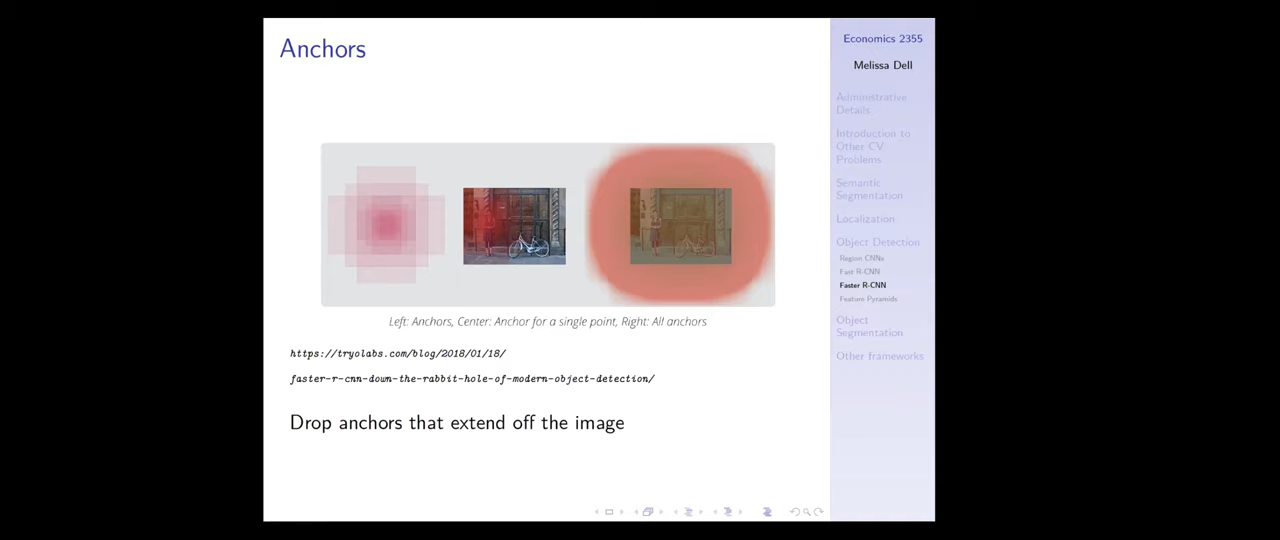 Anchors
Left: Anchors, Center: Anchor for a single point, Right: All anchors
https://tryolabs.com/blog/2018/01/18/
faster-r-cnn-down-the-rabbit-hole-of-modern-object-detection/
Drop anchors that extend off the image
Economics 2355
Melissa Dell
Administrative
Details
Introduction to
Other CV
Problems
Semantic
Segmentation
Localization
Object Detection
Region CNNs
Fast R-CNN
Faster R-CNN
Feature Pyramids
Object
Segmentation
Other frameworks